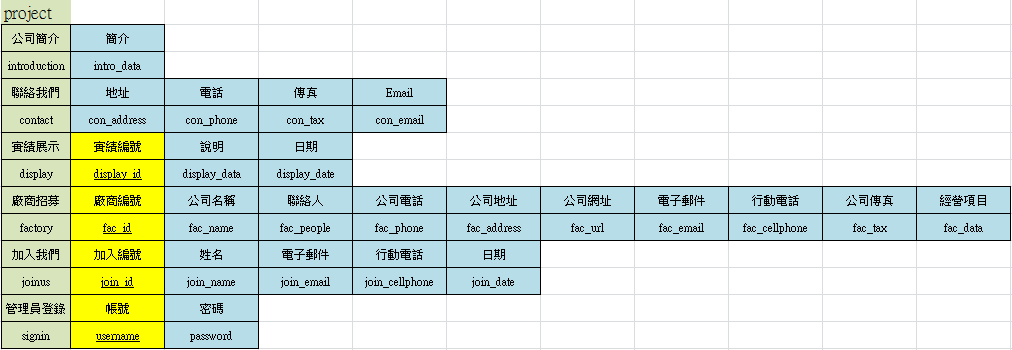 project
公司簡介 簡介
introduction intro_data
聯絡我們 地址 電話 傳真 Email
contact con_address con_phone con_tax con_email
實績展示 實績編號 說明 日期
display display_id display_data display_date
廠商招募 廠商編號 公司名稱 聯絡人 公司電話 公司地址 公司網址 電子郵件 行動電話 公司傳真 經營項目
factory fac_id fac_name fac_people fac_phone fac_address fac_url fac_email fac_cellphone fac_tax fac_data
加入我們 加入編號 姓名 電子郵件 行動電話 日期
joinus join_id join_name join_email join_cellphone join_date
管理員登錄 帳號 密碼
signin username password